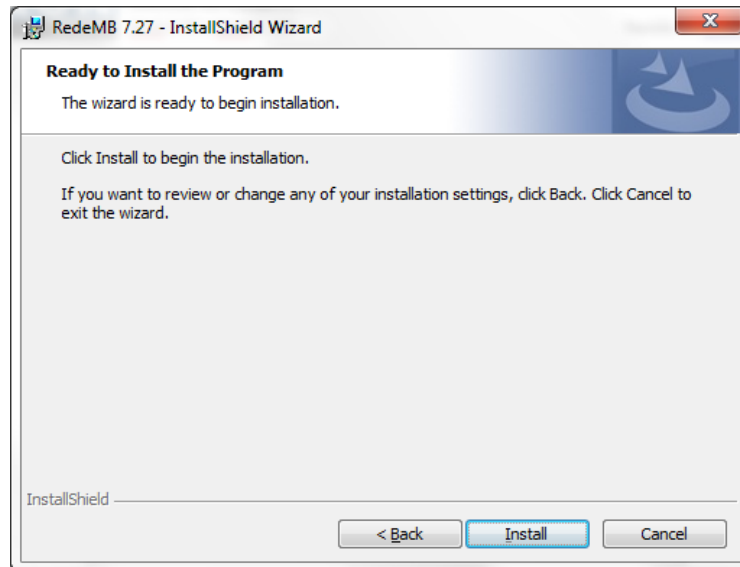 RedeMB 7.27 - InstallShield Wizard
Ready to Install the Program
The wizard is ready to begin installation.
Click Install to begin the installation.
If you want to review or change any of your installation settings, click Back. Click Cancel to
exit the wizard.
InstallShield
< Back
Install
Cancel